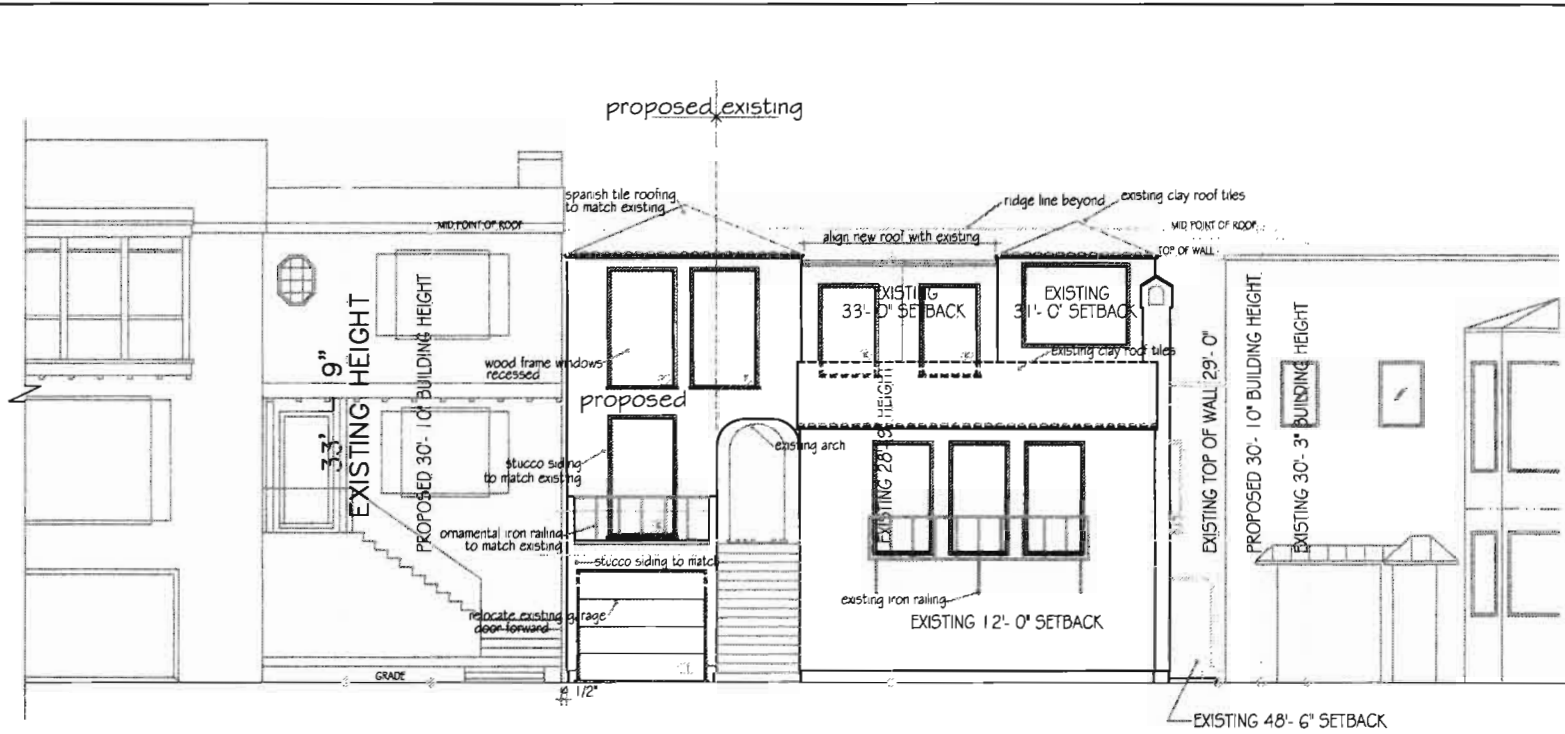 proposed existing
spanish tile roofing
to match existing
ridge line beyond
existing clay roof tiles
MID POINT OF ROOF
MID POINT OF ROOF
align new roof with existing
TOP OF WALL
EXISTING
33'- 0" SETBACK
EXISTING
31'- 0" SETBACK
33' 9"
EXISTING HEIGHT
PROPOSED 30'- 10" BUILDING HEIGHT
wood frame windows
recessed
existing clay roof tiles
proposed
EXISTING 28'- 9" HEIGHT
existing arch
stucco siding
to match existing
ornamental iron railing
to match existing
stucco siding to match
relocate existing garage
door forward
existing iron railing
EXISTING 12'- 0" SETBACK
EXISTING TOP OF WALL 29'- 0"
PROPOSED 30'- 10" BUILDING HEIGHT
EXISTING 30'- 3" BUILDING HEIGHT
GRADE
4 1/2"
EXISTING 48'- 6" SETBACK